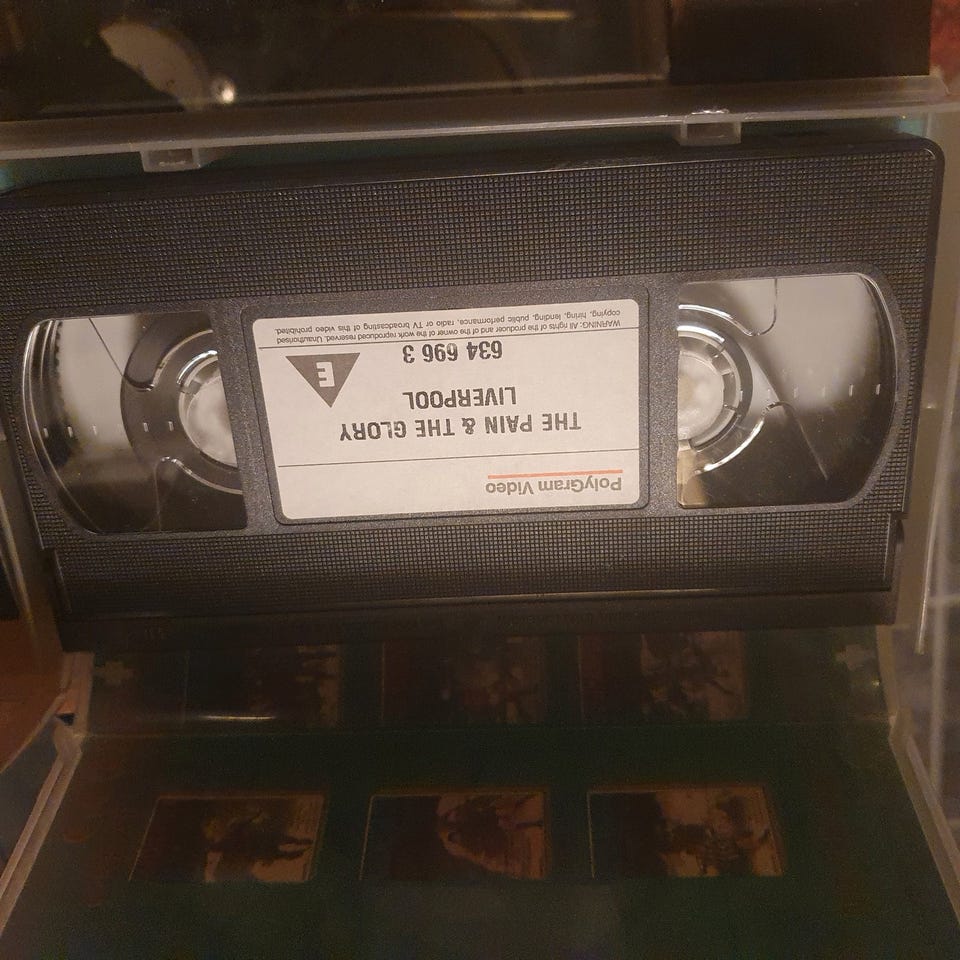 PolyGram Video
THE PAIN & THE GLORY
LIVERPOOL
634 696 3
E
WARNING: All rights of the producer and of the owner of the work reproduced reserved. Unauthorised
copying, hiring, lending, public performance, radio or TV broadcasting of this video prohibited.